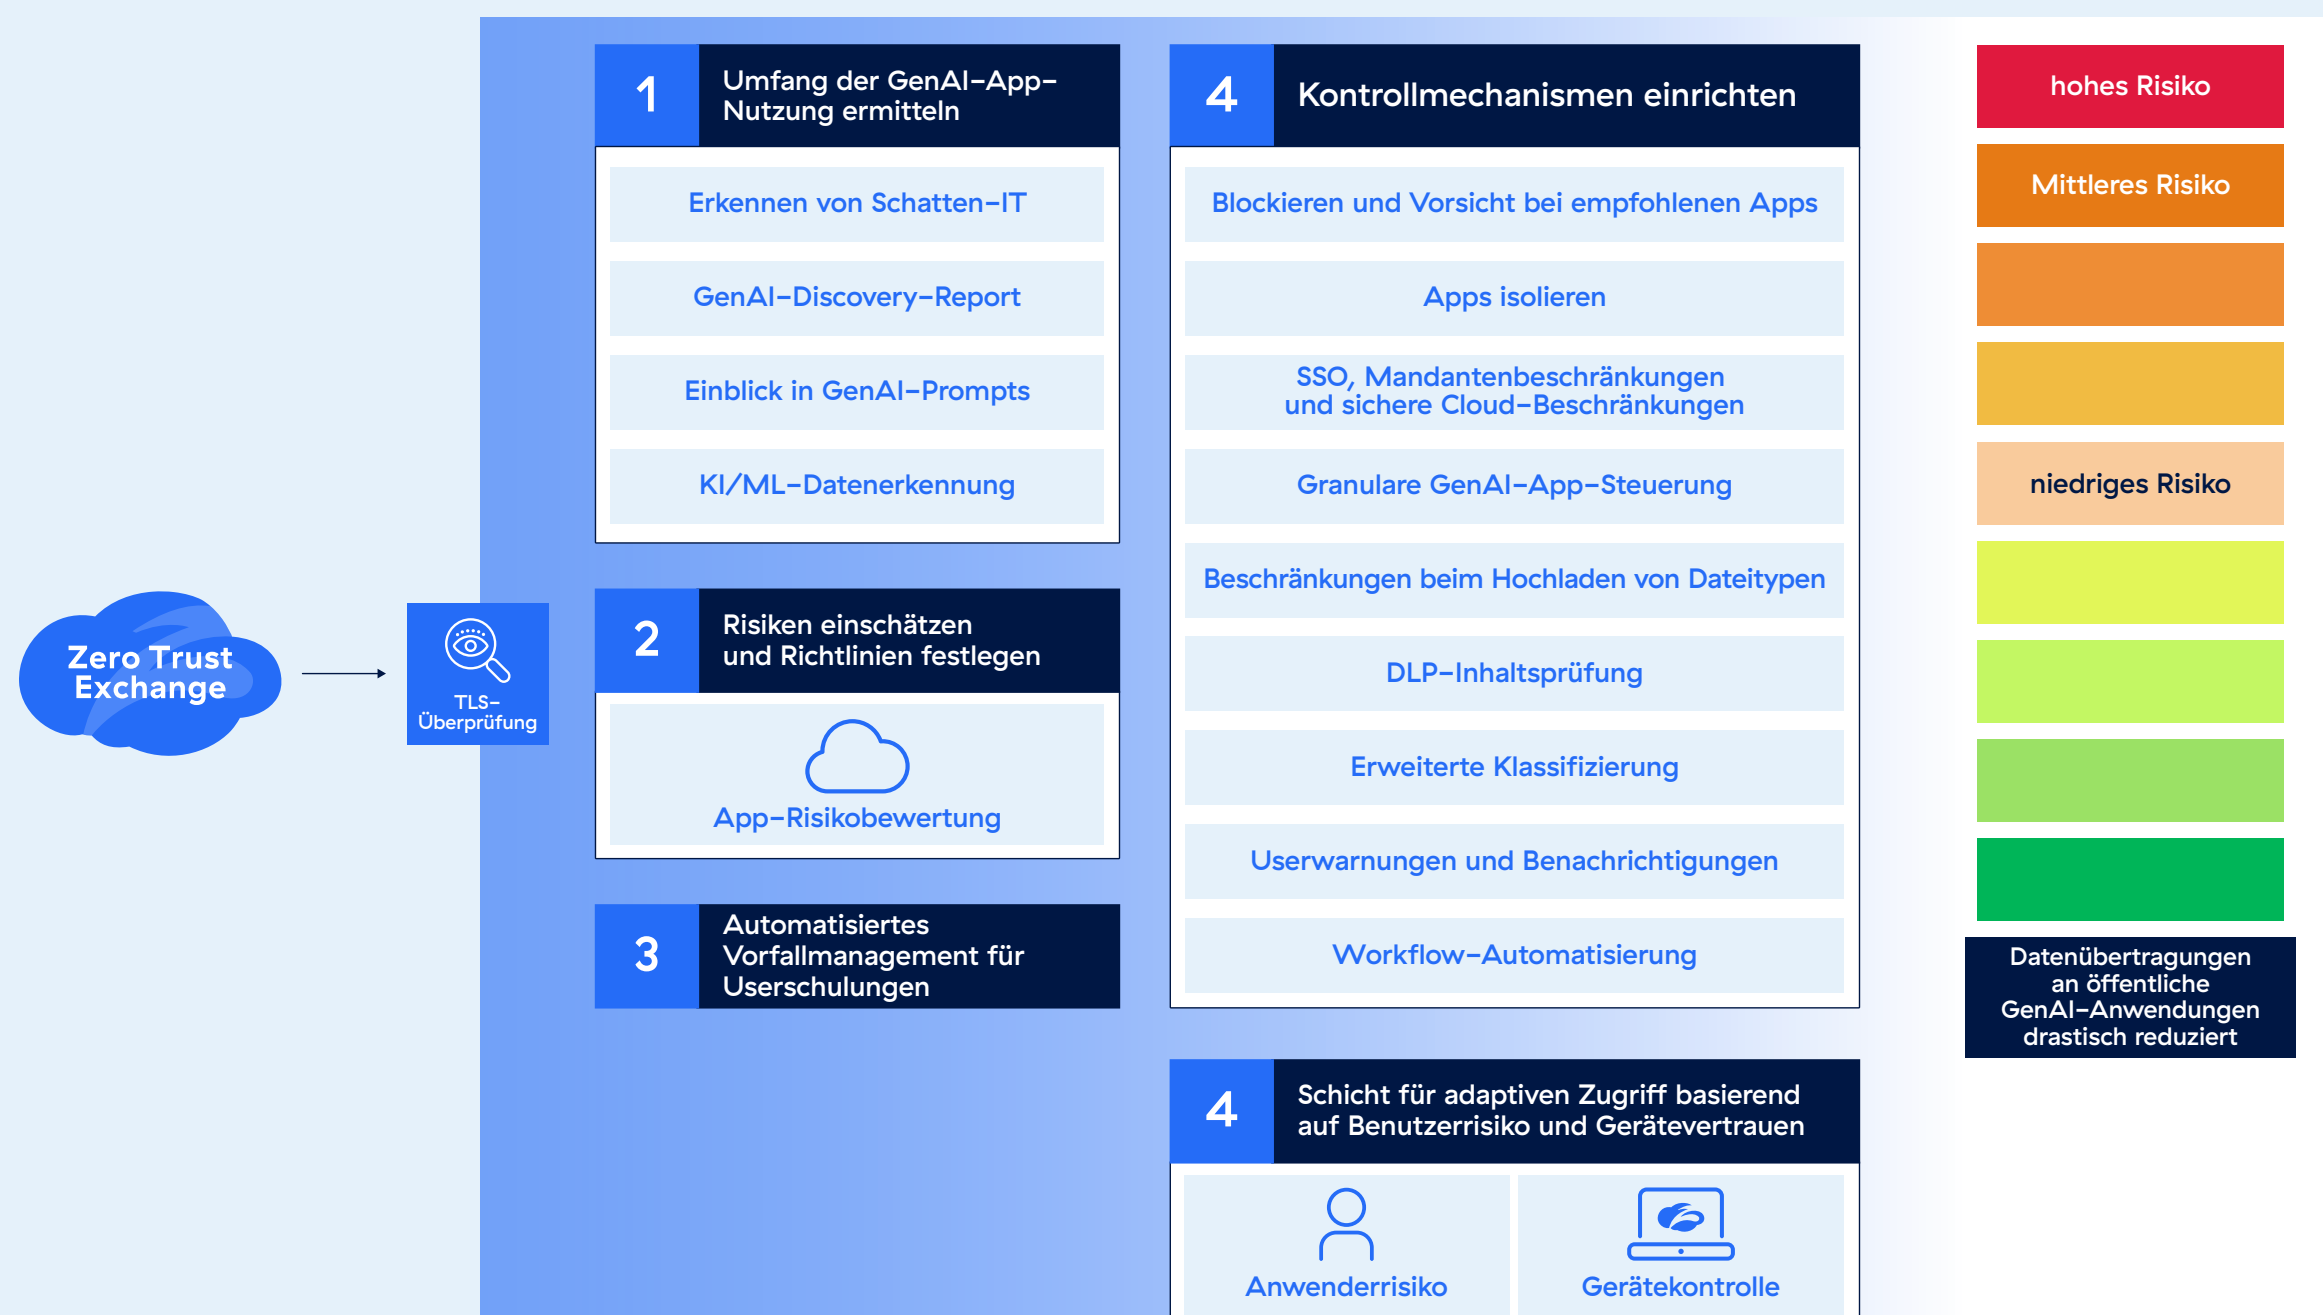 Zero Trust
Exchange
TLS-
Überprüfung
1
Umfang der GenAI-App-
Nutzung ermitteln
Erkennen von Schatten-IT
GenAI-Discovery-Report
Einblick in GenAI-Prompts
KI/ML-Datenerkennung
2
Risiken einschätzen
und Richtlinien festlegen
App-Risikobewertung
3
Automatisiertes
Vorfallmanagement für
Userschulungen
4
Kontrollmechanismen einrichten
Blockieren und Vorsicht bei empfohlenen Apps
Apps isolieren
SSO, Mandantenbeschränkungen
und sichere Cloud-Beschränkungen
Granulare GenAI-App-Steuerung
Beschränkungen beim Hochladen von Dateitypen
DLP-Inhaltsprüfung
Erweiterte Klassifizierung
Userwarnungen und Benachrichtigungen
Workflow-Automatisierung
4
Schicht für adaptiven Zugriff basierend
auf Benutzerrisiko und Gerätevertrauen
Anwenderrisiko
Gerätekontrolle
hohes Risiko
Mittleres Risiko
niedriges Risiko
Datenübertragungen
an öffentliche
GenAI-Anwendungen
drastisch reduziert